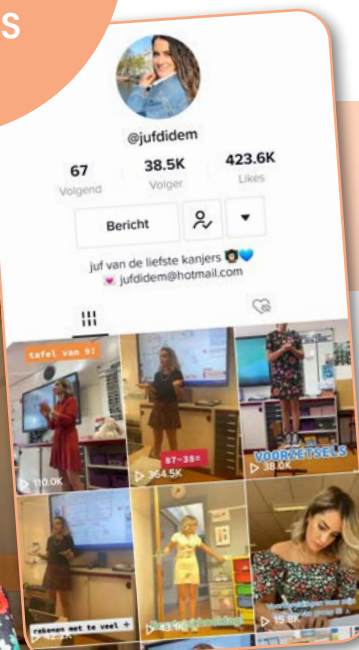 S
@jufdidem
67 38.5K 423.6K
Volgend Volger Likes
Bericht
juf van de liefste kanjers 👩🏻‍🏫💙
💌 jufdidem@hotmail.com
tafel van 9!
110.0K
87-38=
364.5K
VOORZETSELS
38.0K
rekenen met te veel +
15.8K